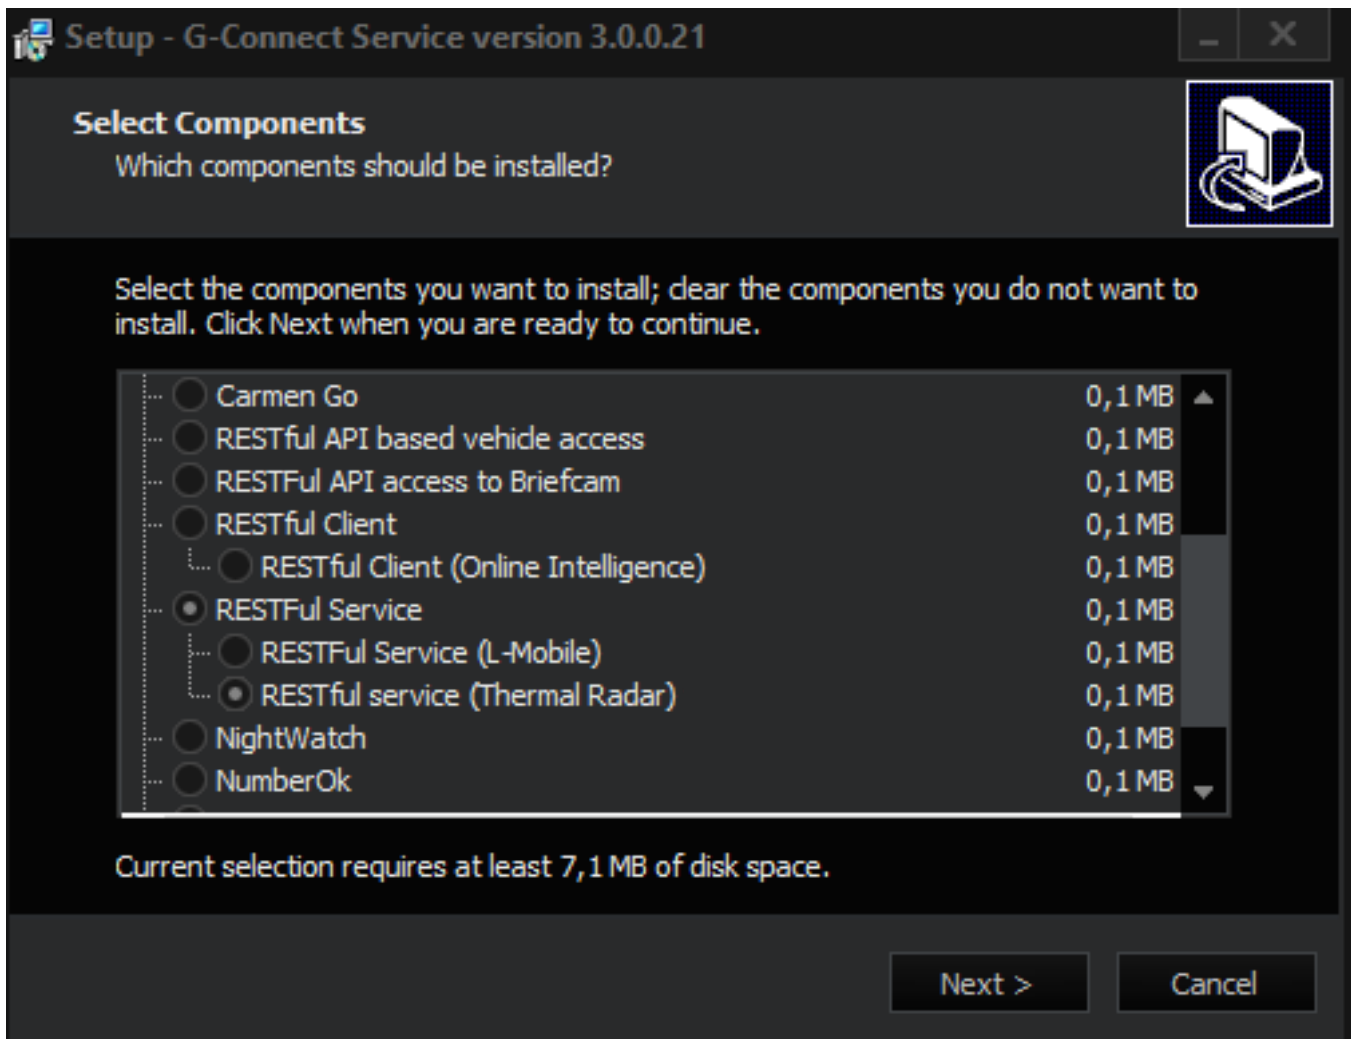 Setup - G-Connect Service version 3.0.0.21
Select Components
Which components should be installed?
Select the components you want to install; clear the components you do not want to
install. Click Next when you are ready to continue.
Carmen Go 0,1 MB
RESTful API based vehicle access 0,1 MB
RESTFul API access to Briefcam 0,1 MB
RESTful Client 0,1 MB
RESTful Client (Online Intelligence) 0,1 MB
RESTFul Service 0,1 MB
RESTFul Service (L-Mobile) 0,1 MB
RESTful service (Thermal Radar) 0,1 MB
NightWatch 0,1 MB
NumberOk 0,1 MB
Current selection requires at least 7,1 MB of disk space.
Next > Cancel